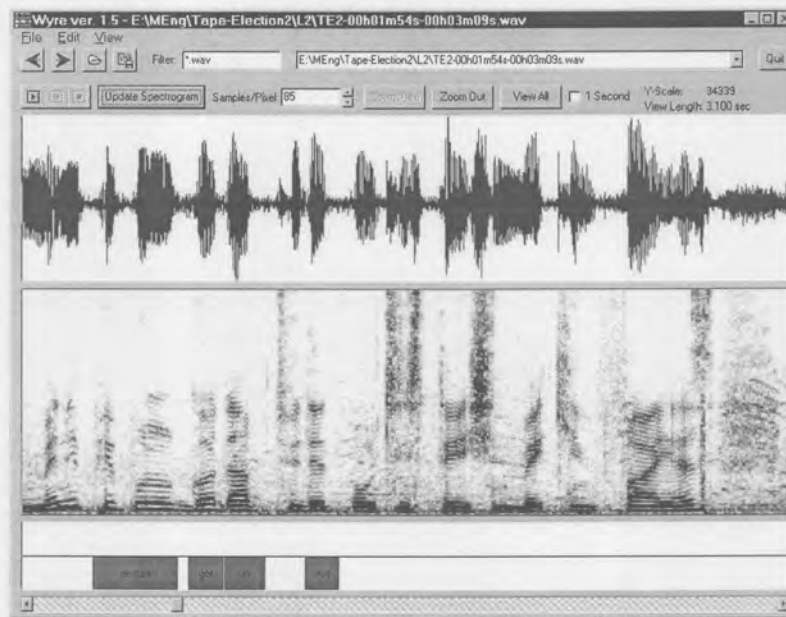 Wyre ver. 1.5 - E:\MEng\Tape-Election2\L2\TE2-00h01m54s-00h03m09s.wav
File Edit View
Filter: *.wav E:\MEng\Tape-Election2\L2\TE2-00h01m54s-00h03m09s.wav Quit
Update Spectrogram Samples/Pixel 85 Zoom Out View All 1 Second Y-Scale: 34339
View Length: 3.100 sec